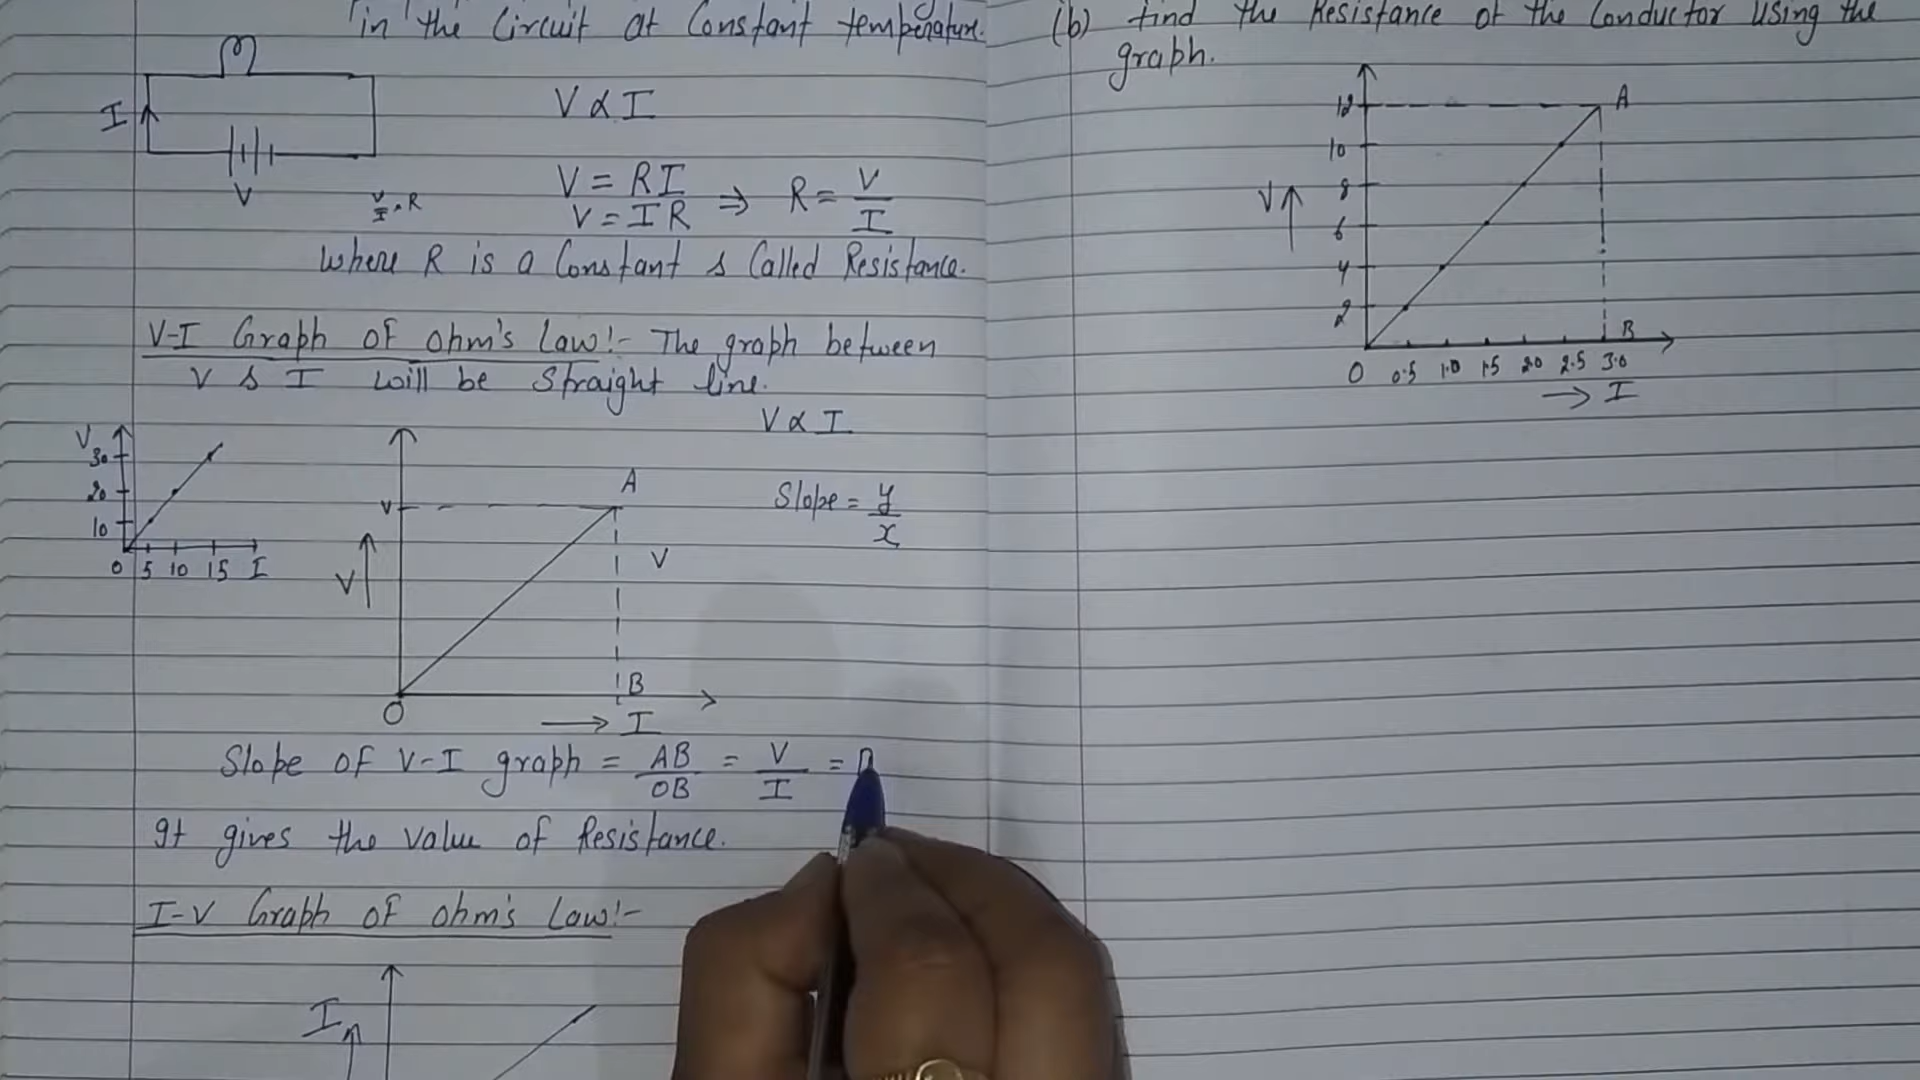 in the Circuit at Constant temperature.
I
V
V ∝ I
V = RI
V = IR ⇒ R = V/I
V/I = R
where R is a Constant & Called Resistance.
V-I Graph of ohm's Law:- The graph between
V & I will be Straight line.
V ∝ I
V
30
20
10
0 5 10 15 I
V
A
V
V
B
O
→ I
Slope = y/x
Slope of V-I graph = AB/OB = V/I =
It gives the value of Resistance.
I-V Graph of ohm's Law:-
I
(b) find the Resistance of the Conductor Using the
graph.
12
A
10
V
8
6
4
2
B
0 0.5 1.0 1.5 2.0 2.5 3.0
→ I